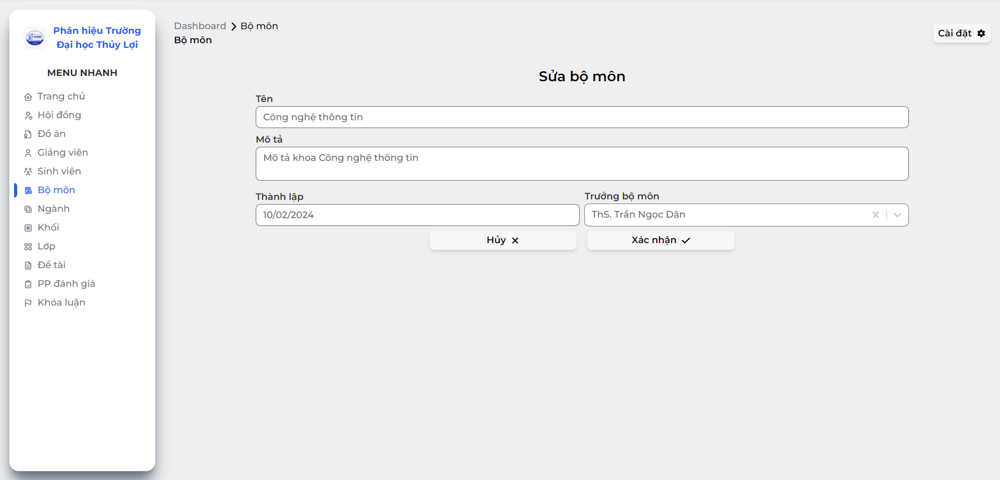 Phân hiệu Trường
Đại học Thủy Lợi
MENU NHANH
Trang chủ
Hội đồng
Đồ án
Giảng viên
Sinh viên
Bộ môn
Ngành
Khối
Lớp
Đề tài
PP đánh giá
Khóa luận
Dashboard > Bộ môn
Bộ môn
Cài đặt
Sửa bộ môn
Tên
Công nghệ thông tin
Mô tả
Mô tả khoa Công nghệ thông tin
Thành lập
10/02/2024
Trưởng bộ môn
ThS. Trần Ngọc Dân
Hủy
Xác nhận